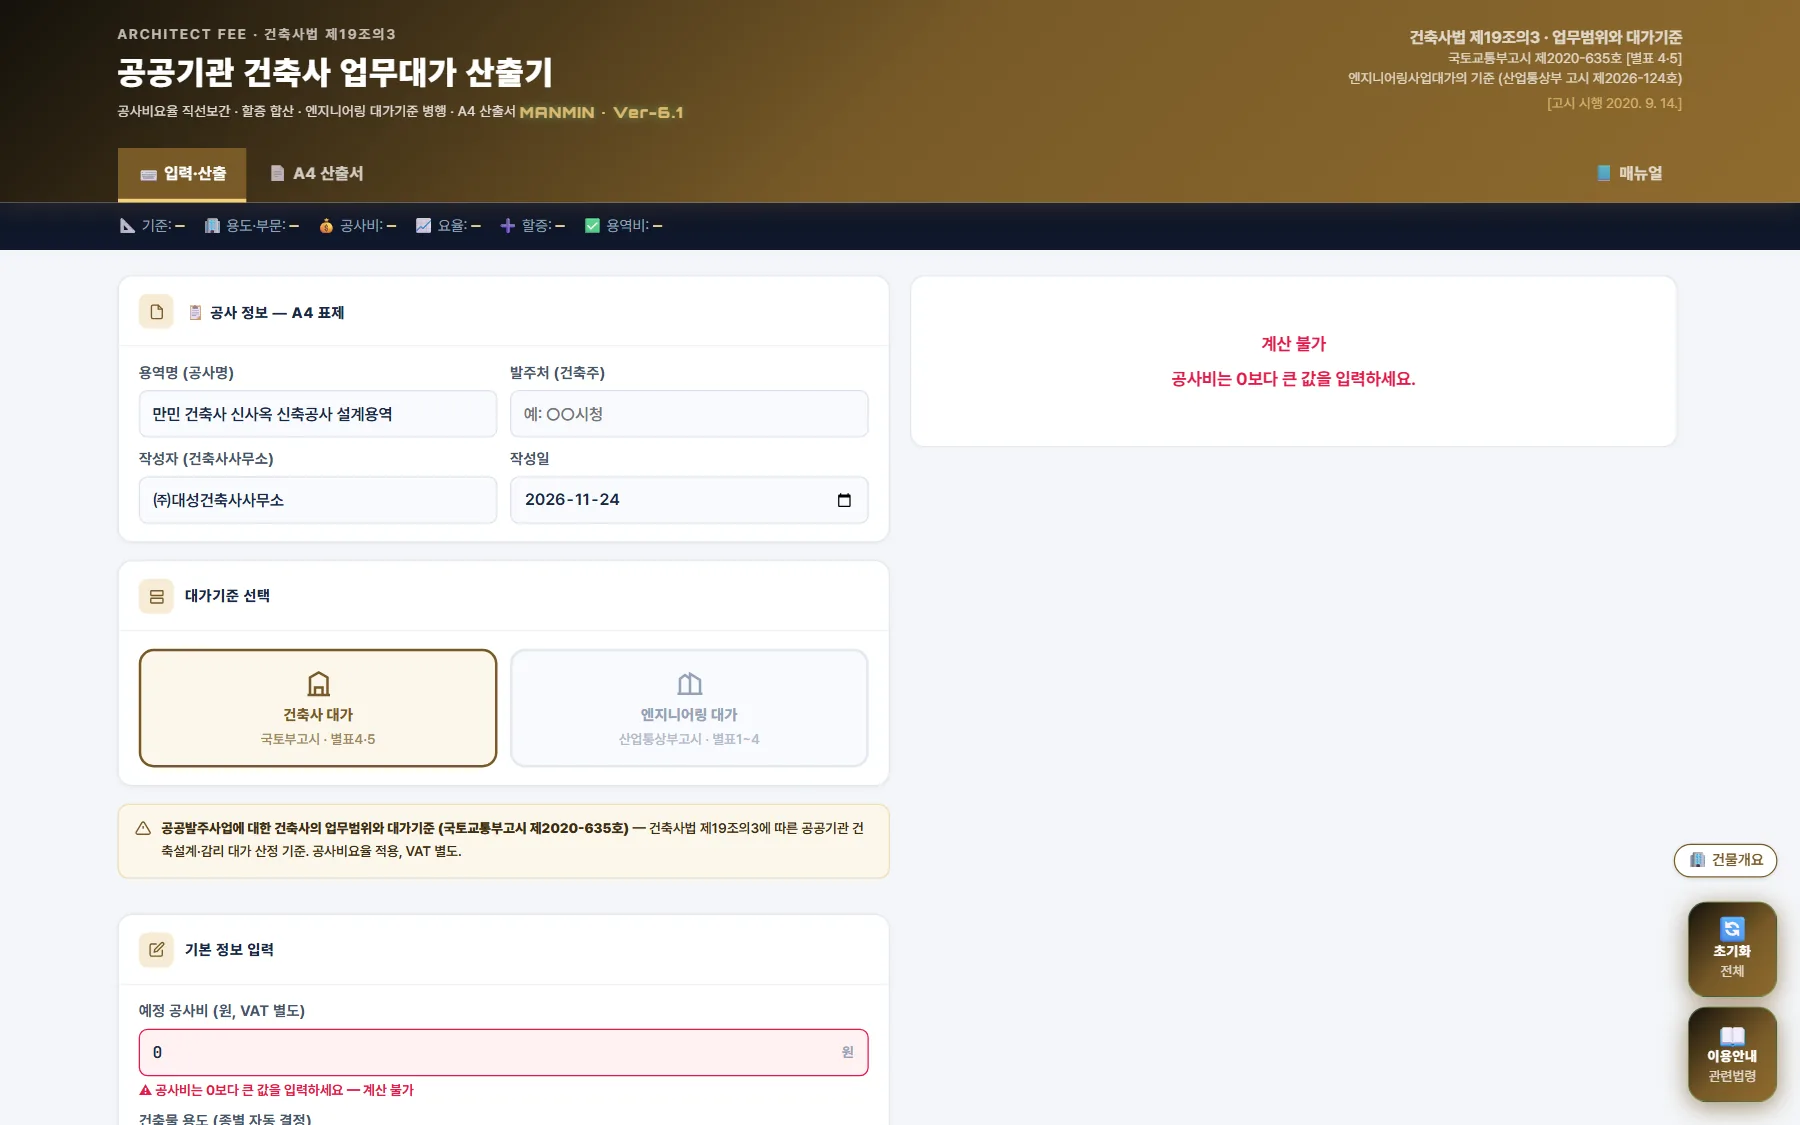 ARCHITECT FEE · 건축사법 제19조의3
공공기관 건축사 업무대가 산출기
공사비요율 직선보간 · 할증 합산 · 엔지니어링 대가기준 병행 · A4 산출서 MANMIN · Ver-6.1
건축사법 제19조의3 · 업무범위와 대가기준
국토교통부고시 제2020-635호 [별표 4·5]
엔지니어링사업대가의 기준 (산업통상부 고시 제2026-124호)
[고시 시행 2020. 9. 14.]
입력·산출
A4 산출서
매뉴얼
기준: – 용도·부문: – 공사비: – 요율: – 할증: – 용역비: –
공사 정보 — A4 표제
용역명 (공사명)
만민 건축사 신사옥 신축공사 설계용역
발주처 (건축주)
예: 〇〇시청
작성자 (건축사사무소)
㈜대성건축사사무소
작성일
2026-11-24
계산 불가
공사비는 0보다 큰 값을 입력하세요.
대가기준 선택
건축사 대가
국토부고시 · 별표4·5
엔지니어링 대가
산업통상부고시 · 별표1~4
공공발주사업에 대한 건축사의 업무범위와 대가기준 (국토교통부고시 제2020-635호) — 건축사법 제19조의3에 따른 공공기관 건
축설계·감리 대가 산정 기준. 공사비요율 적용, VAT 별도.
기본 정보 입력
예정 공사비 (원, VAT 별도)
0 원
공사비는 0보다 큰 값을 입력하세요 — 계산 불가
건축물 용도 (종별 자동 결정)
건물개요
초기화
전체
이용안내
관련법령